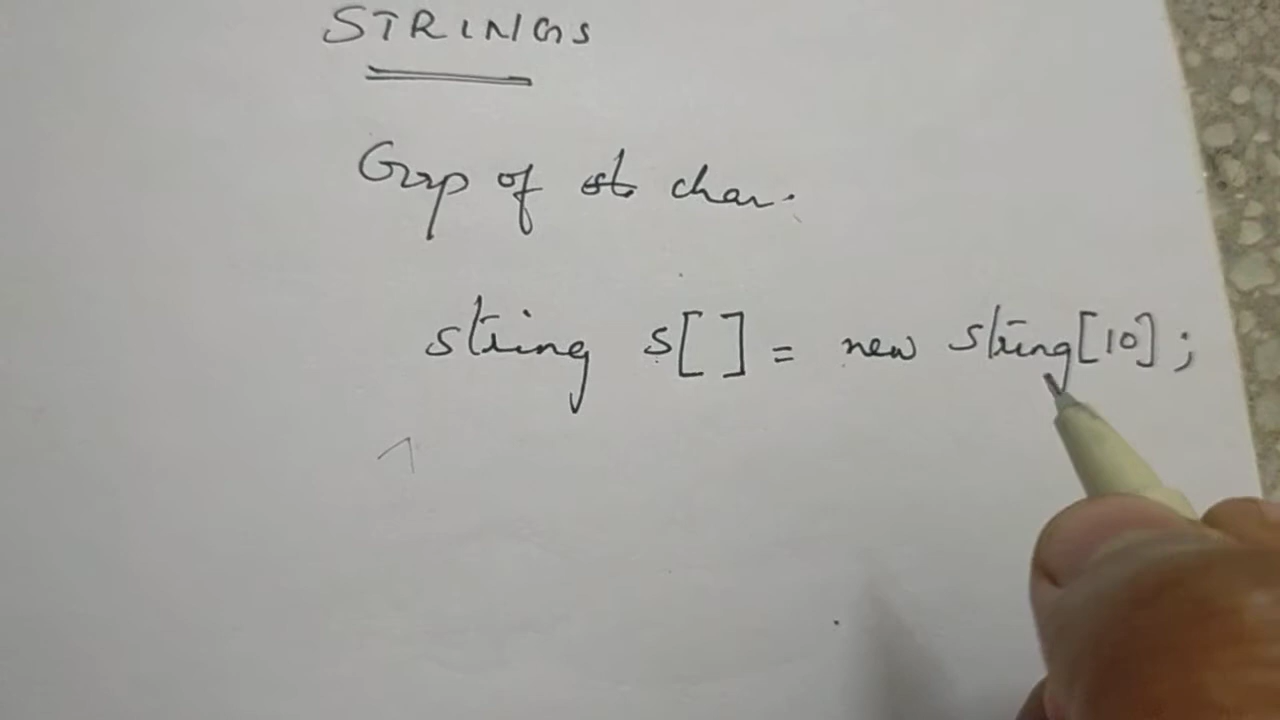 STRINGS
Grp of char.
string s[] = new string[10];